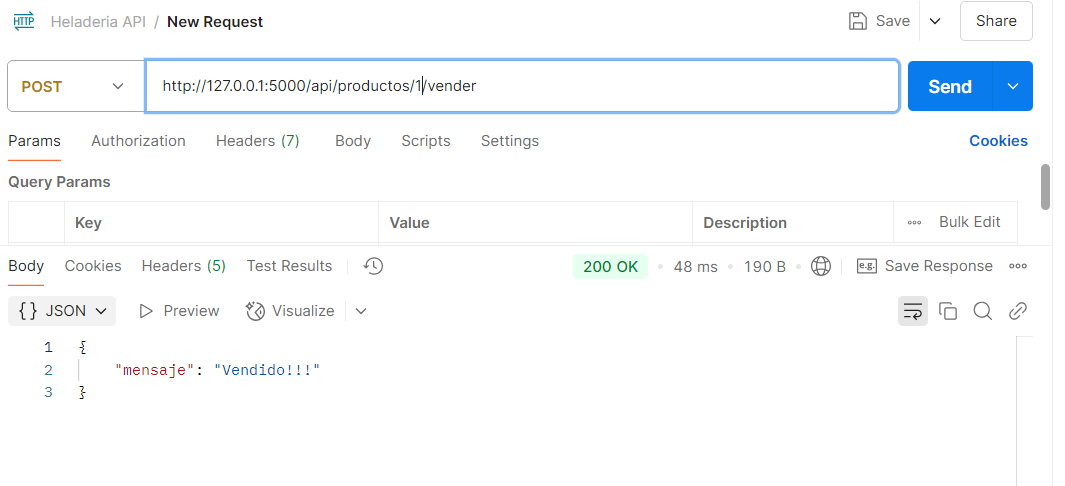 HTTP Heladeria API / New Request Save Share
POST http://127.0.0.1:5000/api/productos/1/vender Send
Params Authorization Headers (7) Body Scripts Settings Cookies
Query Params
Key Value Description Bulk Edit
Body Cookies Headers (5) Test Results 200 OK • 48 ms • 190 B • e.g. Save Response
{} JSON Preview Visualize
1 {
2 "mensaje": "Vendido!!!"
3 }